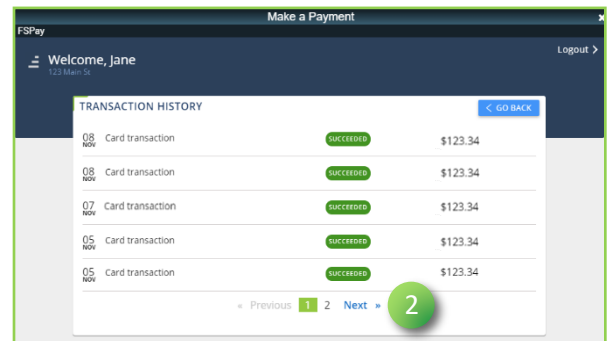 Make a Payment x
FSPay
Logout >
Welcome, Jane
123 Main St
TRANSACTION HISTORY
< GO BACK
08 NOV Card transaction SUCCEEDED $123.34
08 NOV Card transaction SUCCEEDED $123.34
07 NOV Card transaction SUCCEEDED $123.34
05 NOV Card transaction SUCCEEDED $123.34
05 NOV Card transaction SUCCEEDED $123.34
« Previous 1 2 Next »
2